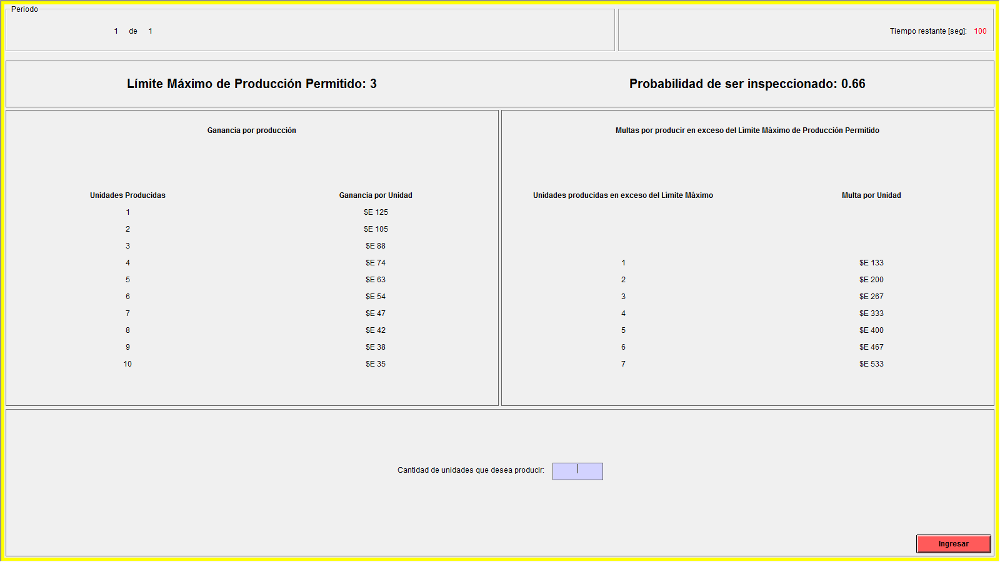 Periodo
1 de 1
Tiempo restante [seg]: 100
Límite Máximo de Producción Permitido: 3
Probabilidad de ser inspeccionado: 0.66
Ganancia por producción
Unidades Producidas Ganancia por Unidad
1 $E 125
2 $E 105
3 $E 88
4 $E 74
5 $E 63
6 $E 54
7 $E 47
8 $E 42
9 $E 38
10 $E 35
Multas por producir en exceso del Límite Máximo de Producción Permitido
Unidades producidas en exceso del Límite Máximo Multa por Unidad
1 $E 133
2 $E 200
3 $E 267
4 $E 333
5 $E 400
6 $E 467
7 $E 533
Cantidad de unidades que desea producir:
Ingresar